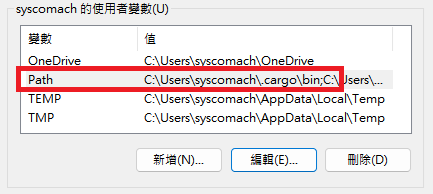 syscomach 的使用者變數(U)
變數 值
OneDrive C:\Users\syscomach\OneDrive
Path C:\Users\syscomach\.cargo\bin;C:\Users\...
TEMP C:\Users\syscomach\AppData\Local\Temp
TMP C:\Users\syscomach\AppData\Local\Temp
新增(N)... 編輯(E)... 刪除(D)